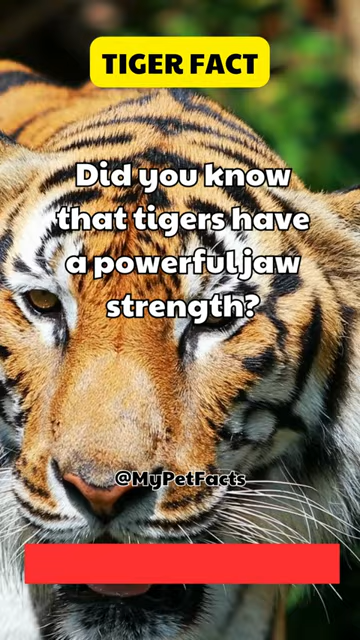 TIGER FACT
Did you know
that tigers have
a powerful jaw
strength?
@MyPetFacts